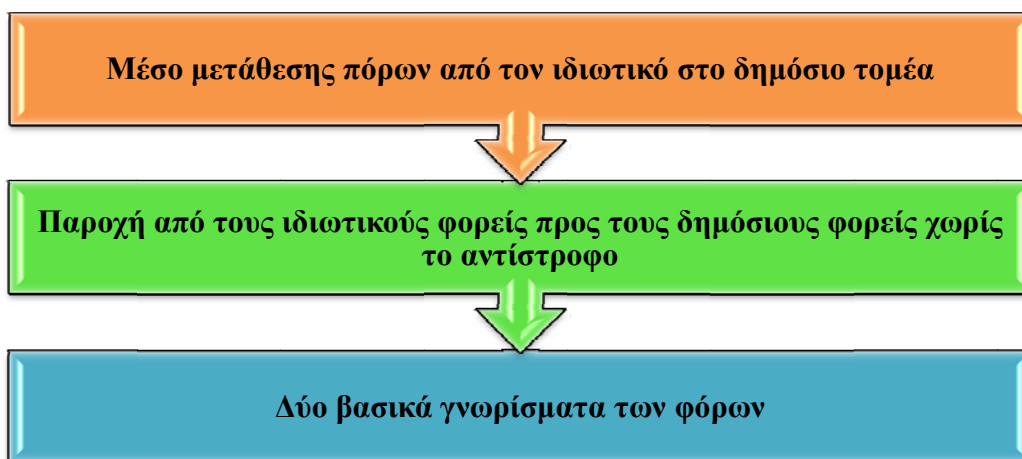 Μέσο μετάθεσης πόρων από τον ιδιωτικό στο δημόσιο τομέα
Παροχή από τους ιδιωτικούς φορείς προς τους δημόσιους φορείς χωρίς
το αντίστροφο
Δύο βασικά γνωρίσματα των φόρων